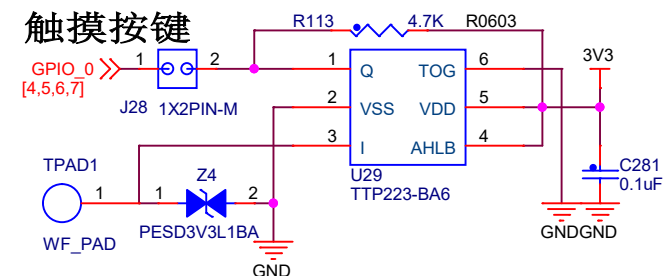 触摸按键
R113 4.7K R0603
GPIO_0 1 2 1 Q TOG 6 3V3
[4,5,6,7]
J28 1X2PIN-M 2 VSS VDD 5
3 I AHLB 4
TPAD1 Z4 U29 C281
1 1 2 TTP223-BA6 0.1uF
WF_PAD PESD3V3L1BA GND GND
GND